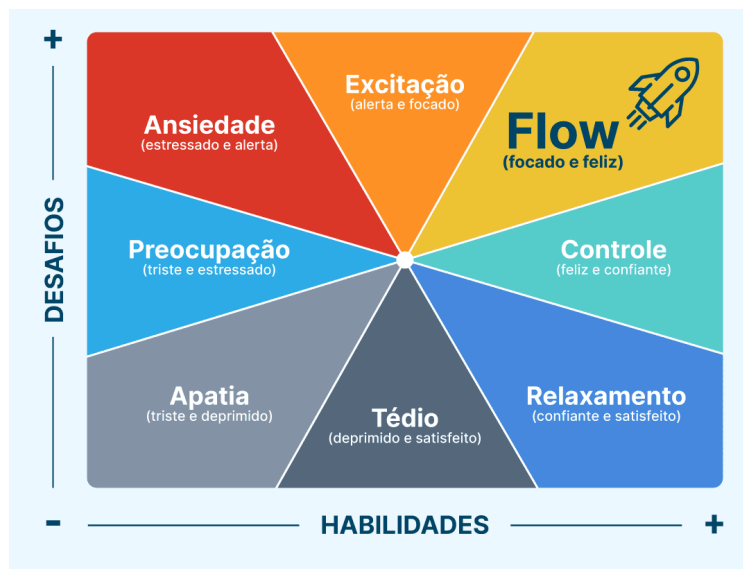 +
Excitação
(alerta e focado)
Ansiedade
(estressado e alerta)
Flow
(focado e feliz)
DESAFIOS
Preocupação
(triste e estressado)
Controle
(feliz e confiante)
Apatia
(triste e deprimido)
Tédio
(deprimido e satisfeito)
Relaxamento
(confiante e satisfeito)
-
HABILIDADES
+